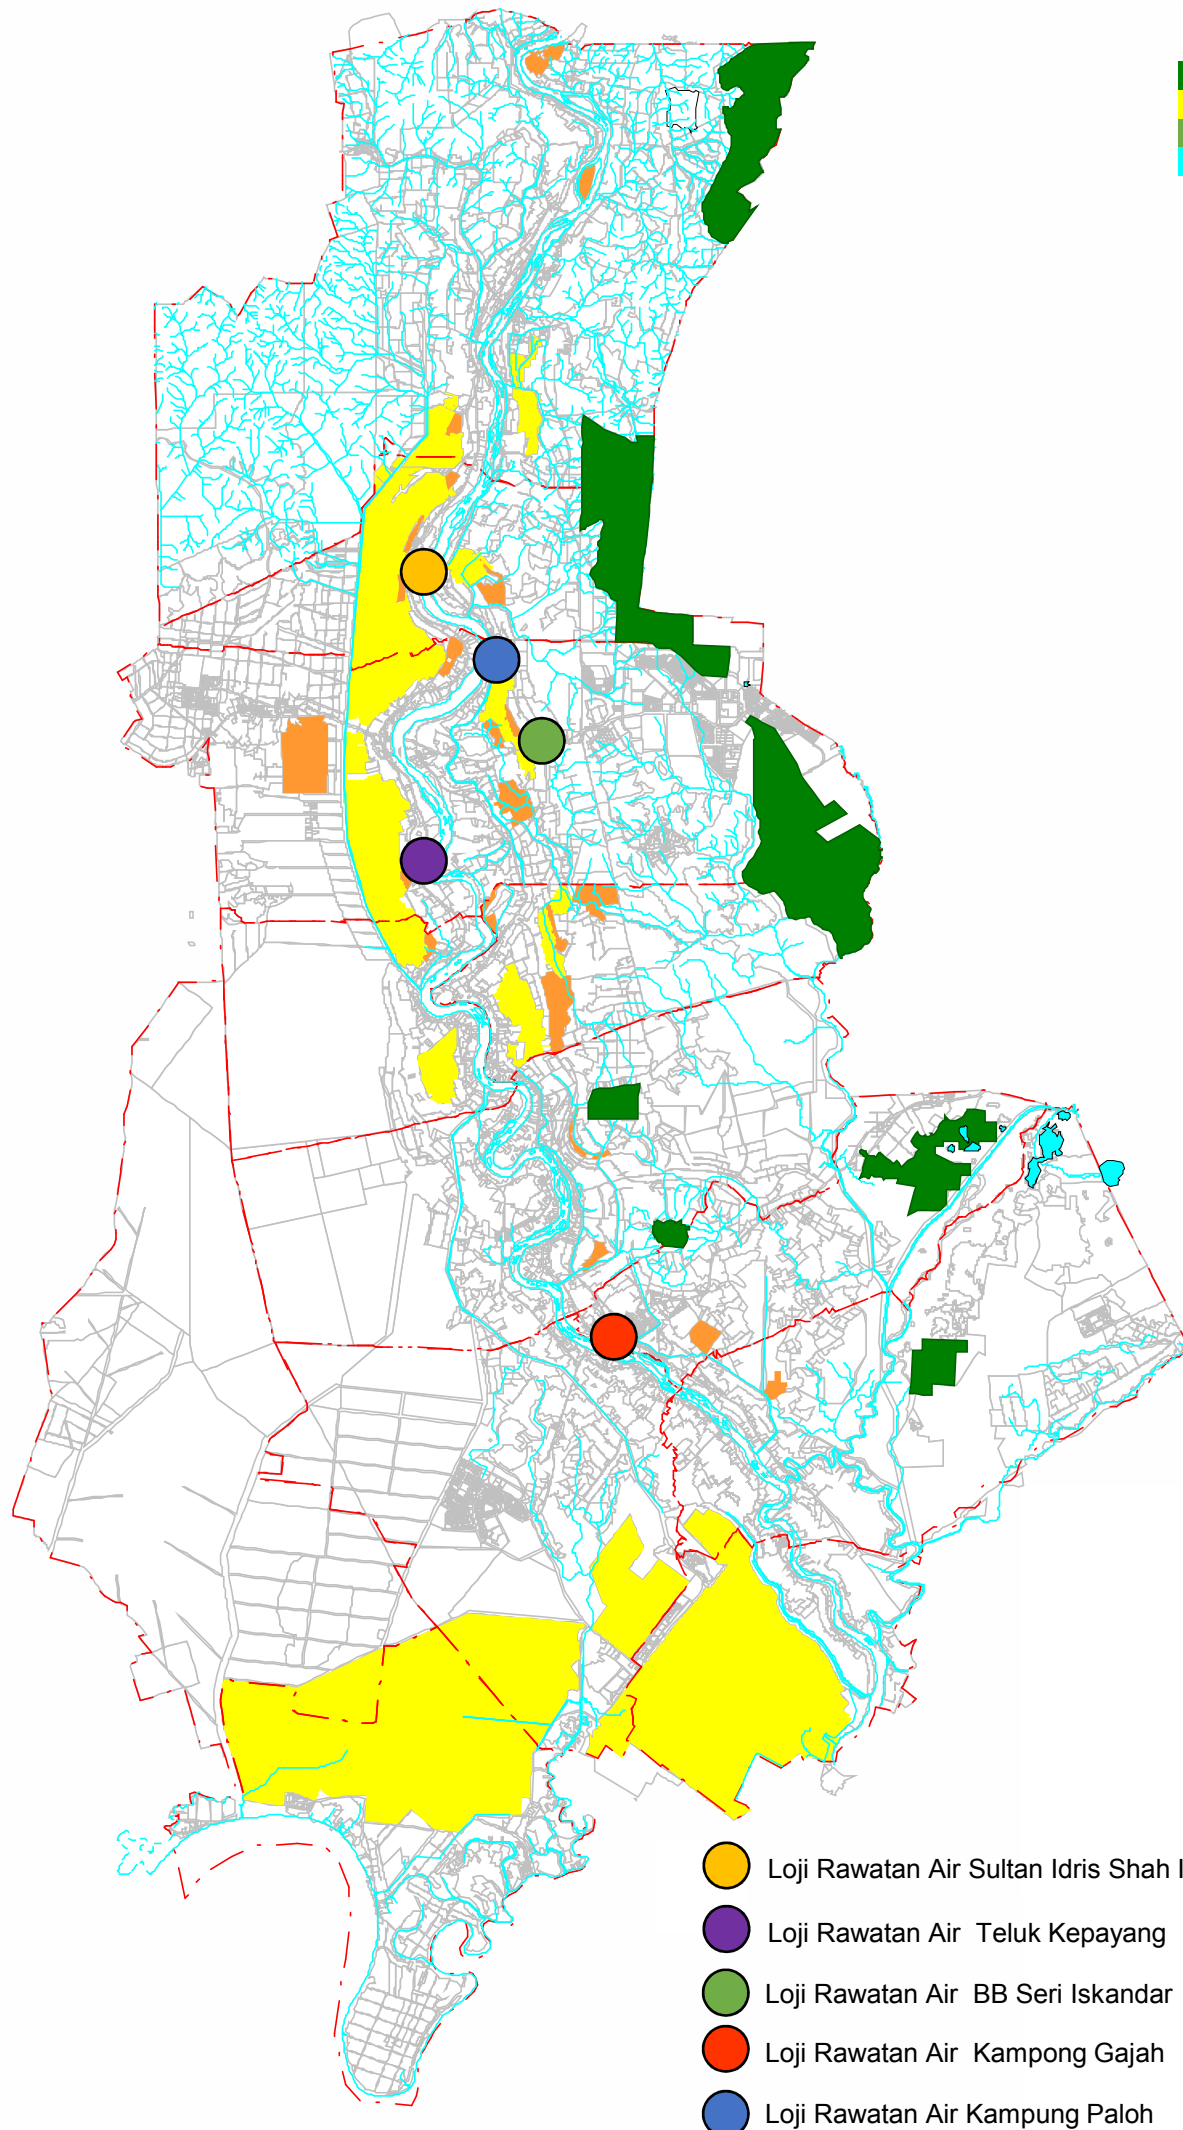 Loji Rawatan Air Sultan Idris Shah I
Loji Rawatan Air Teluk Kepayang
Loji Rawatan Air BB Seri Iskandar
Loji Rawatan Air Kampong Gajah
Loji Rawatan Air Kampung Paloh